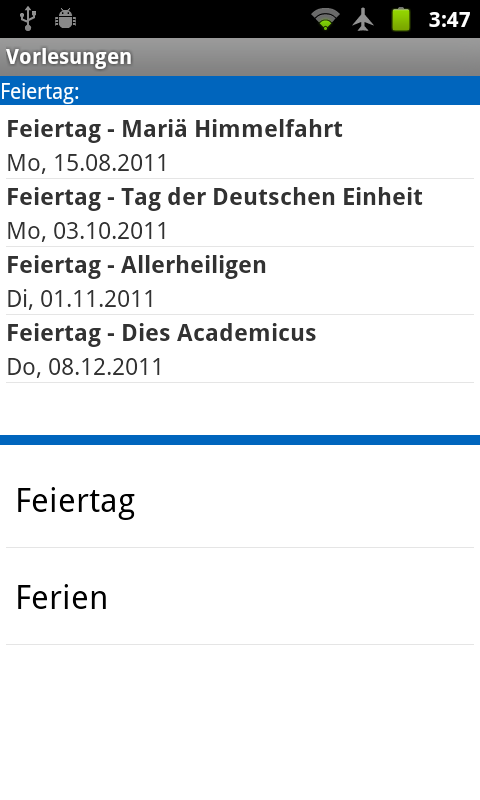 3:47
Vorlesungen
Feiertag:
Feiertag - Mariä Himmelfahrt
Mo, 15.08.2011
Feiertag - Tag der Deutschen Einheit
Mo, 03.10.2011
Feiertag - Allerheiligen
Di, 01.11.2011
Feiertag - Dies Academicus
Do, 08.12.2011
Feiertag
Ferien